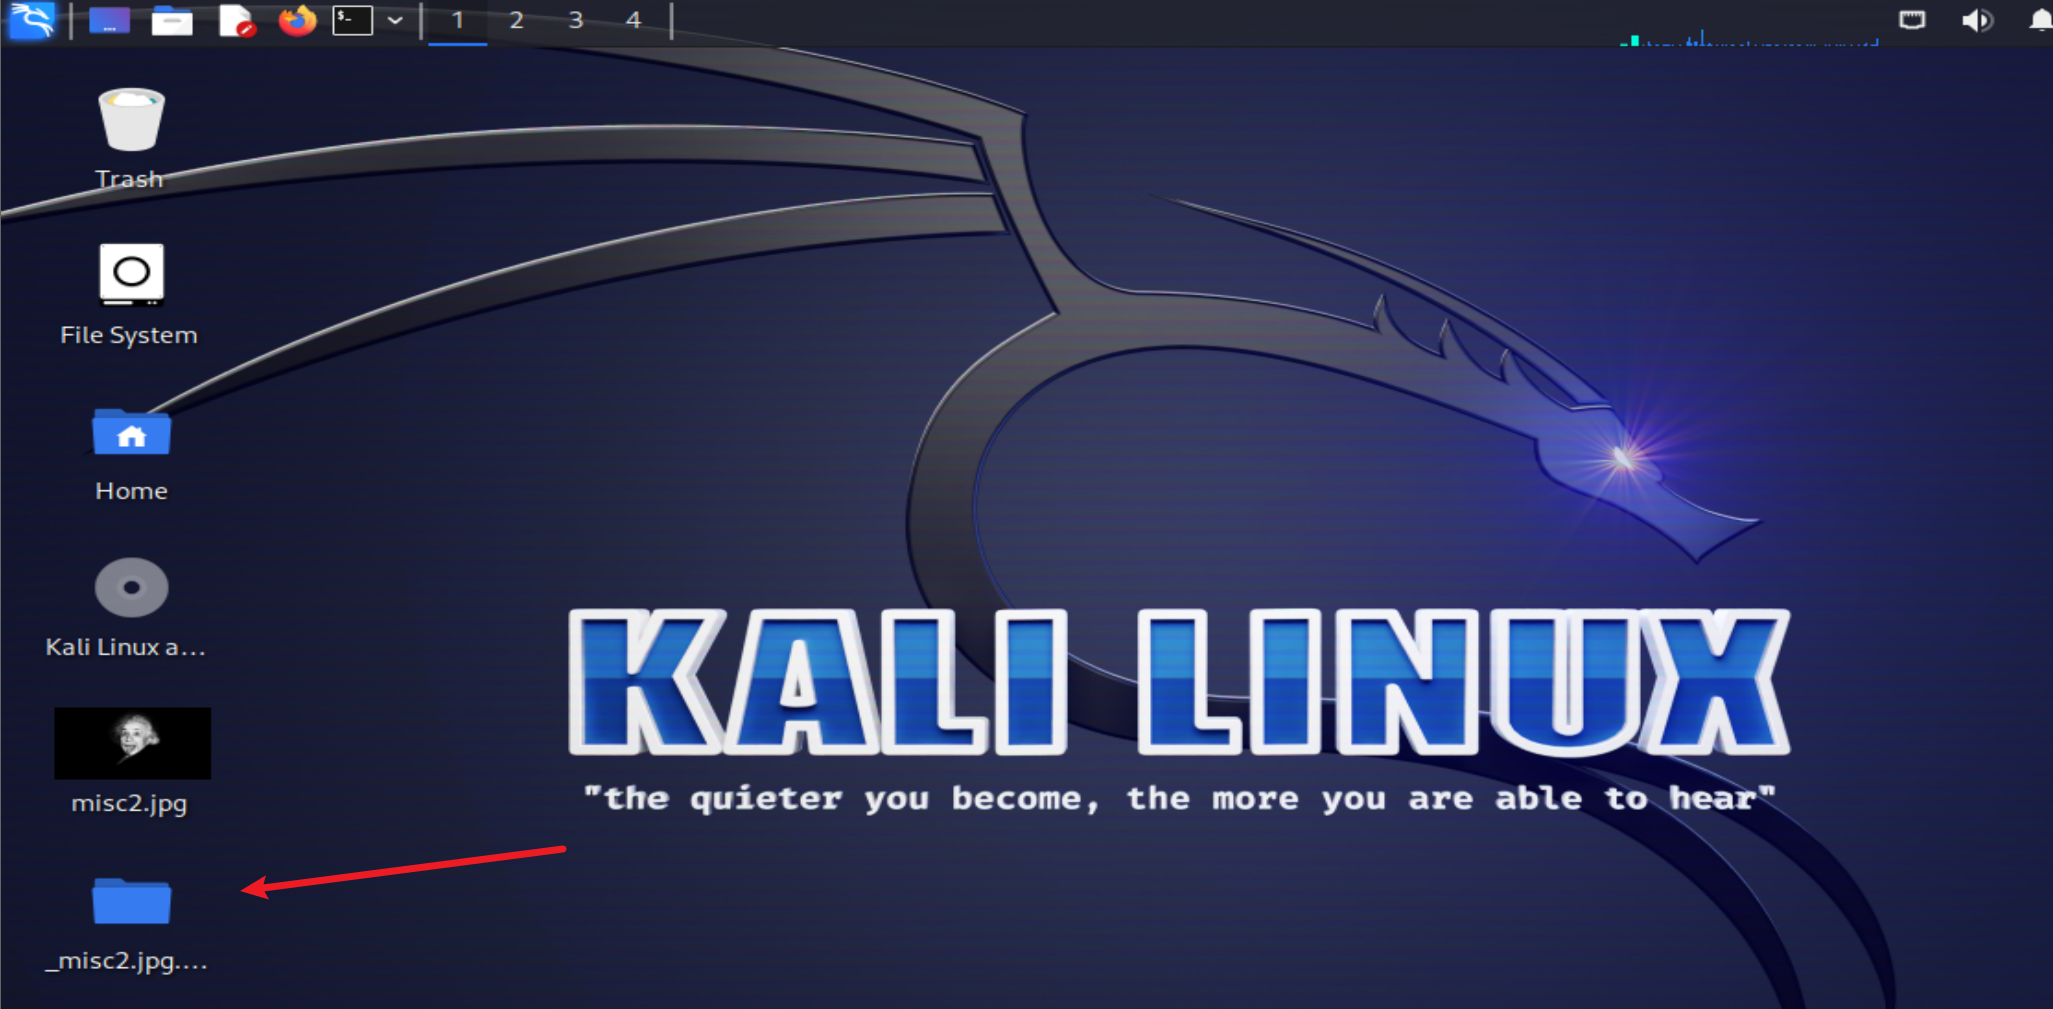 $-
1 2 3 4
Trash
File System
Home
Kali Linux a...
misc2.jpg
_misc2.jpg....
KALI LINUX
"the quieter you become, the more you are able to hear"